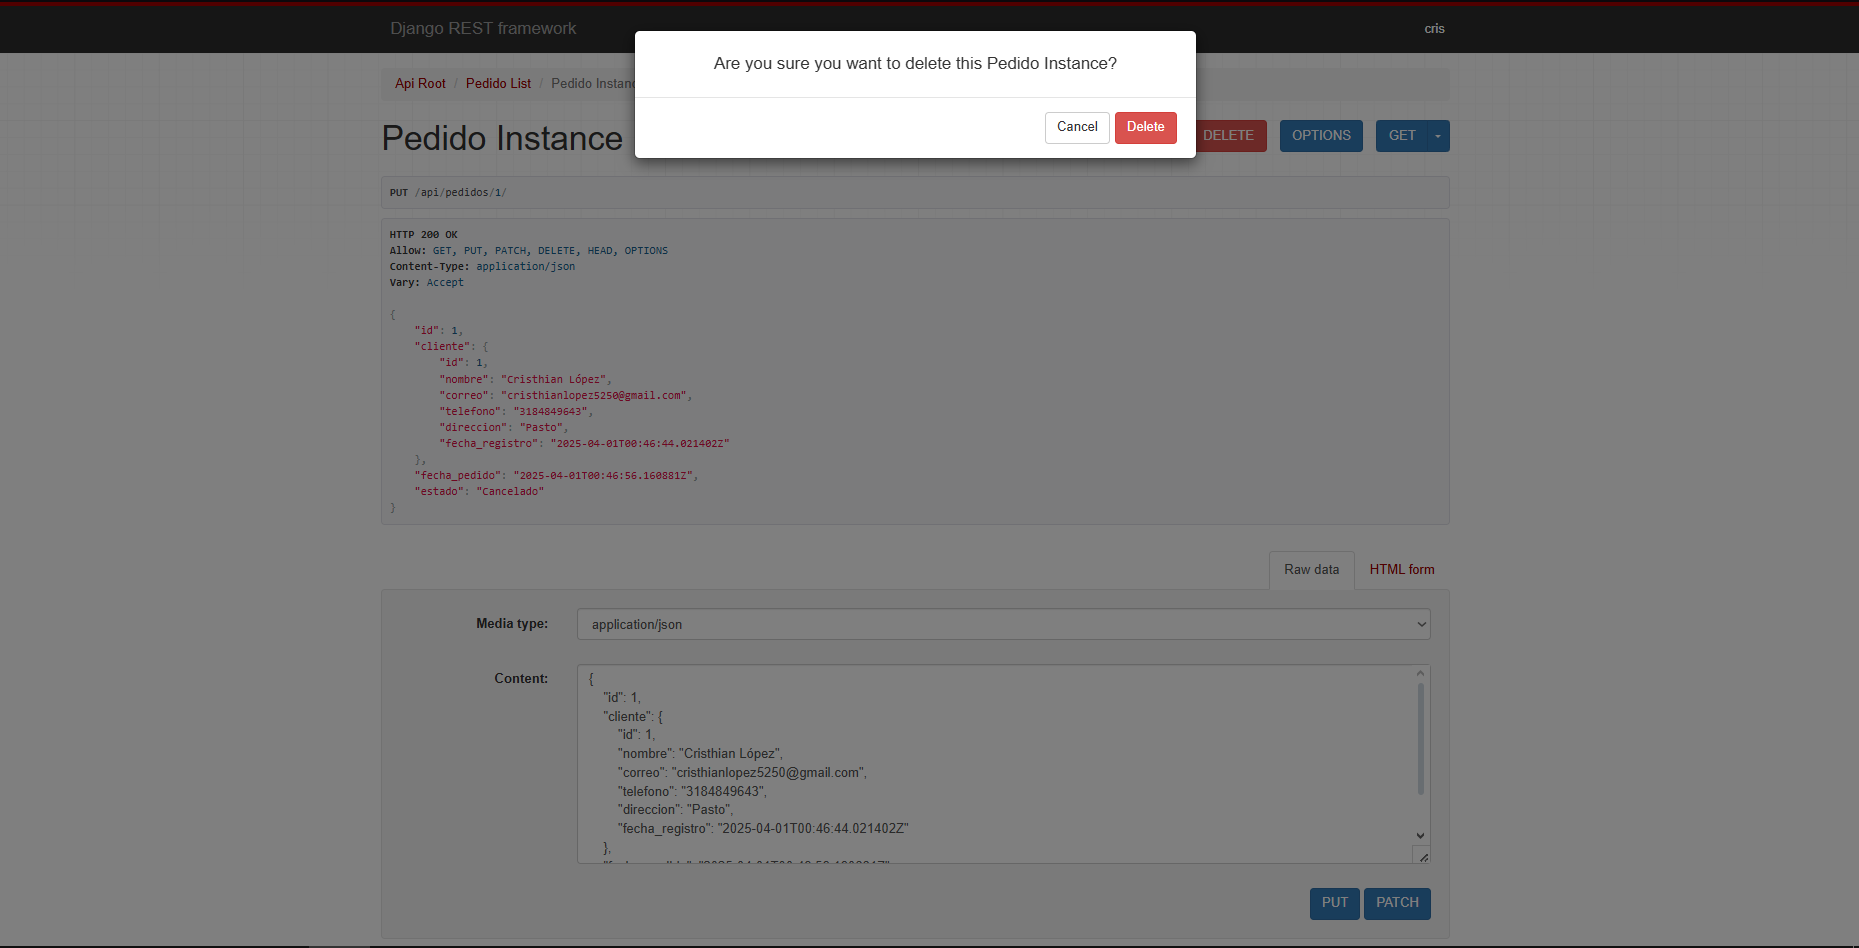 Django REST framework
cris
Are you sure you want to delete this Pedido Instance?
Cancel
Delete
Api Root / Pedido List / Pedido Instanc
Pedido Instance
DELETE
OPTIONS
GET
PUT /api/pedidos/1/
HTTP 200 OK
Allow: GET, PUT, PATCH, DELETE, HEAD, OPTIONS
Content-Type: application/json
Vary: Accept
{
"id": 1,
"cliente": {
"id": 1,
"nombre": "Cristhian López",
"correo": "cristhianlopez5250@gmail.com",
"telefono": "3184849643",
"direccion": "Pasto",
"fecha_registro": "2025-04-01T00:46:44.021402Z"
},
"fecha_pedido": "2025-04-01T00:46:56.160881Z",
"estado": "Cancelado"
}
Raw data
HTML form
Media type:
application/json
Content:
{
"id": 1,
"cliente": {
"id": 1,
"nombre": "Cristhian López",
"correo": "cristhianlopez5250@gmail.com",
"telefono": "3184849643",
"direccion": "Pasto",
"fecha_registro": "2025-04-01T00:46:44.021402Z"
},
PUT
PATCH